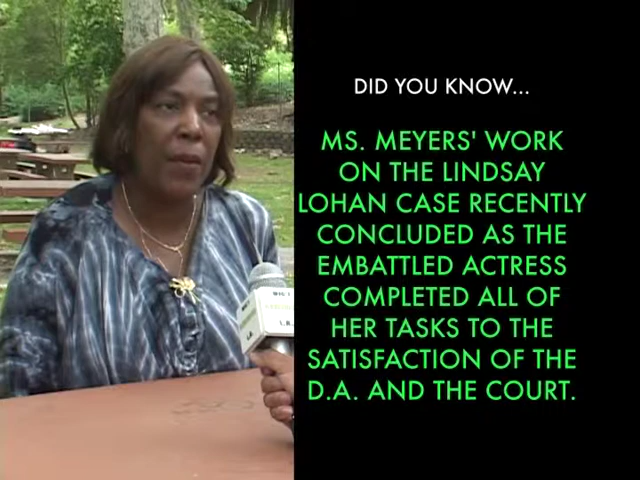 DID YOU KNOW...
MS. MEYERS' WORK
ON THE LINDSAY
LOHAN CASE RECENTLY
CONCLUDED AS THE
EMBATTLED ACTRESS
COMPLETED ALL OF
HER TASKS TO THE
SATISFACTION OF THE
D.A. AND THE COURT.